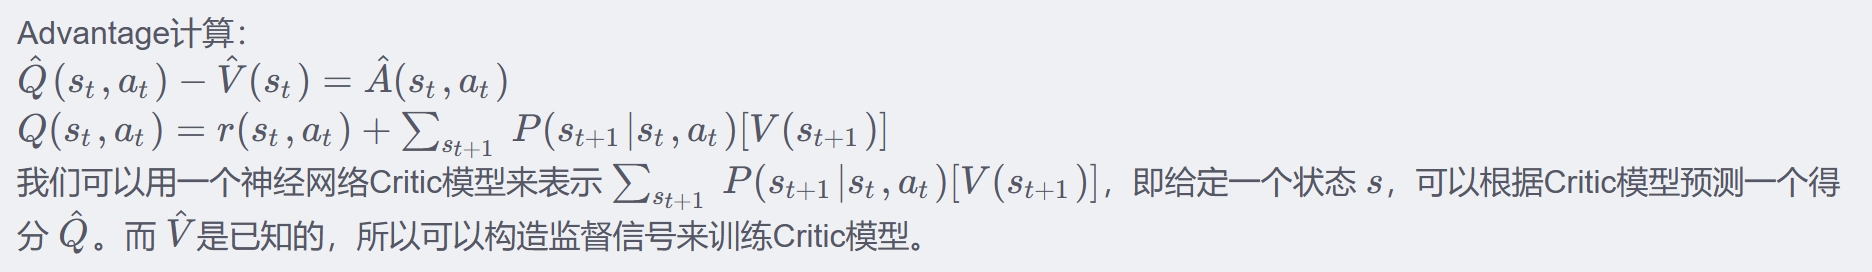 Advantage计算：
$\hat{Q}(s_t, a_t) - \hat{V}(s_t) = \hat{A}(s_t, a_t)$
$Q(s_t, a_t) = r(s_t, a_t) + \sum_{s_{t+1}} P(s_{t+1}|s_t, a_t)[V(s_{t+1})]$
我们可以用一个神经网络Critic模型来表示 $\sum_{s_{t+1}} P(s_{t+1}|s_t, a_t)[V(s_{t+1})]$，即给定一个状态 $s$，可以根据Critic模型预测一个得
分 $\hat{Q}$。而 $\hat{V}$是已知的，所以可以构造监督信号来训练Critic模型。